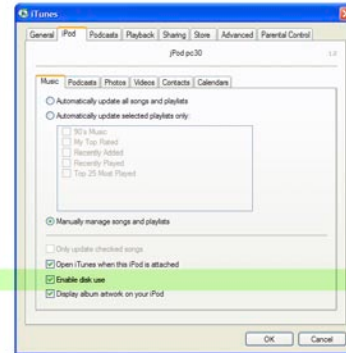 iTunes
General iPod Podcasts Playback Sharing Store Advanced Parental Control
jPod pc30
Music Podcasts Photos Videos Contacts Calendars
Automatically update all songs and playlists
Automatically update selected playlists only:
90's Music
My Top Rated
Recently Added
Recently Played
Top 25 Most Played
Manually manage songs and playlists
Only update checked songs
Open iTunes when this iPod is attached
Enable disk use
Display album artwork on your iPod
OK Cancel